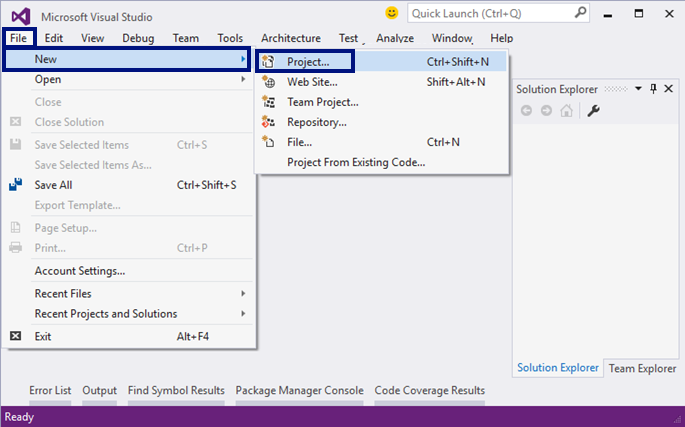 Microsoft Visual Studio
Quick Launch (Ctrl+Q)
File Edit View Debug Team Tools Architecture Test Analyze Window Help
New
Open
Close
Close Solution
Save Selected Items Ctrl+S
Save Selected Items As...
Save All Ctrl+Shift+S
Export Template...
Page Setup...
Print... Ctrl+P
Account Settings...
Recent Files
Recent Projects and Solutions
Exit Alt+F4
Project... Ctrl+Shift+N
Web Site... Shift+Alt+N
Team Project...
Repository...
File... Ctrl+N
Project From Existing Code...
Solution Explorer
Solution Explorer Team Explorer
Error List Output Find Symbol Results Package Manager Console Code Coverage Results
Ready